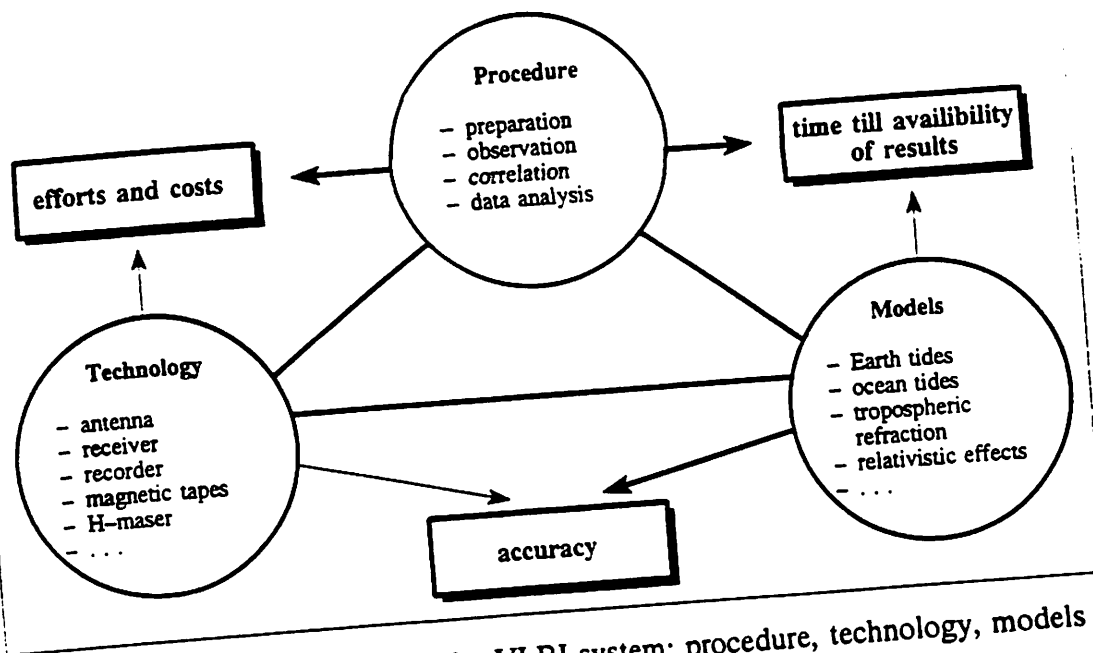 Procedure
– preparation
– observation
– correlation
– data analysis
time till availibility
of results
efforts and costs
Technology
– antenna
– receiver
– recorder
– magnetic tapes
– H–maser
– . . .
Models
– Earth tides
– ocean tides
– tropospheric
refraction
– relativistic effects
– . . .
accuracy
VLBI system: procedure, technology, models